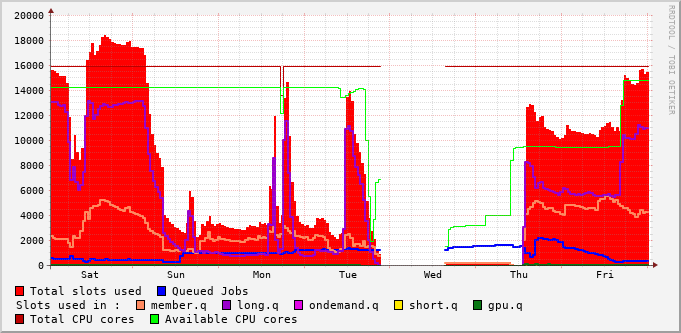 20000
18000
16000
14000
12000
10000
8000
6000
4000
2000
0
Sat Sun Mon Tue Wed Thu Fri
RRDTOOL / TOBI OETIKER
Total slots used Queued Jobs
Slots used in : member.q long.q ondemand.q short.q gpu.q
Total CPU cores Available CPU cores